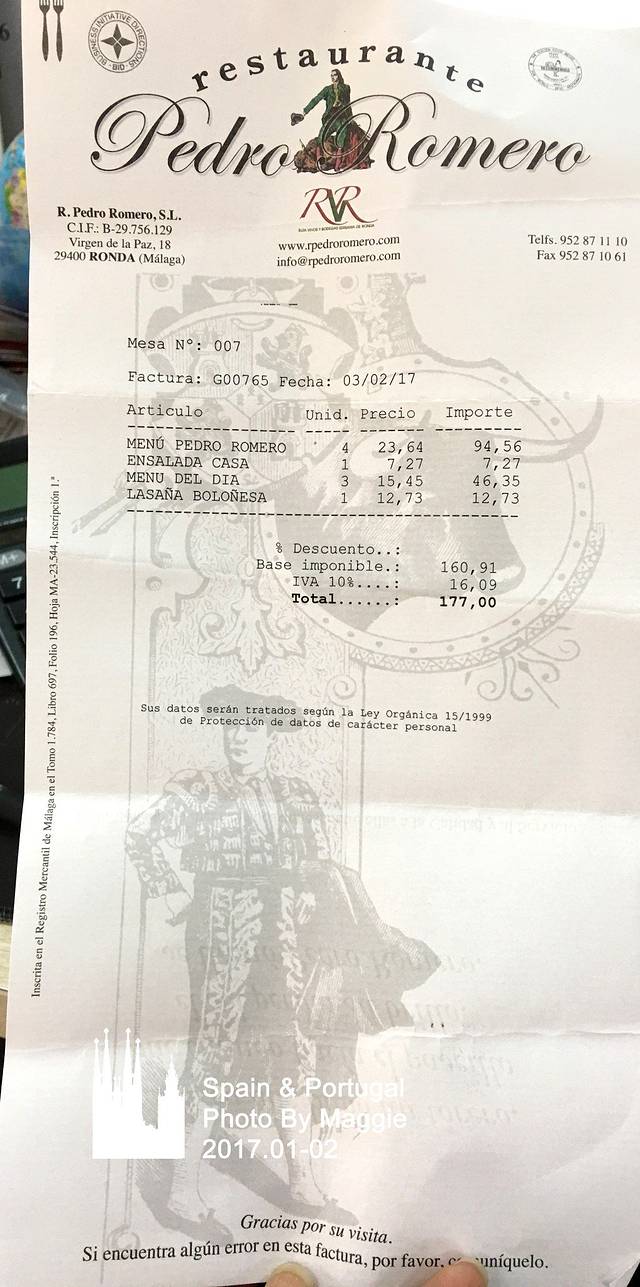 BUSINESS INITIATIVE DIRECTIONS
· BID ·
restaurante
Pedro Romero
RVR
R. Pedro Romero, S.L.
C.I.F.: B-29.756.129
Virgen de la Paz, 18
29400 RONDA (Málaga)
www.rpedroromero.com
info@rpedroromero.com
Telfs. 952 87 11 10
Fax 952 87 10 61
Mesa N°: 007
Factura: G00765 Fecha: 03/02/17
Articulo Unid. Precio Importe
MENÚ PEDRO ROMERO 4 23,64 94,56
ENSALADA CASA 1 7,27 7,27
MENU DEL DIA 3 15,45 46,35
LASAÑA BOLOÑESA 1 12,73 12,73
% Descuento..:
Base imponible.: 160,91
IVA 10%....: 16,09
Total......: 177,00
Sus datos serán tratados según la Ley Orgánica 15/1999
de Protección de datos de carácter personal
Inscrita en el Registro Mercantil de Málaga en el Tomo 1.784, Libro 697, Folio 196, Hoja MA-23.544, Inscripción 1.ª
Spain & Portugal
Photo By Maggie
2017.01-02
Gracias por su visita.
Si encuentra algún error en esta factura, por favor,
M+
7